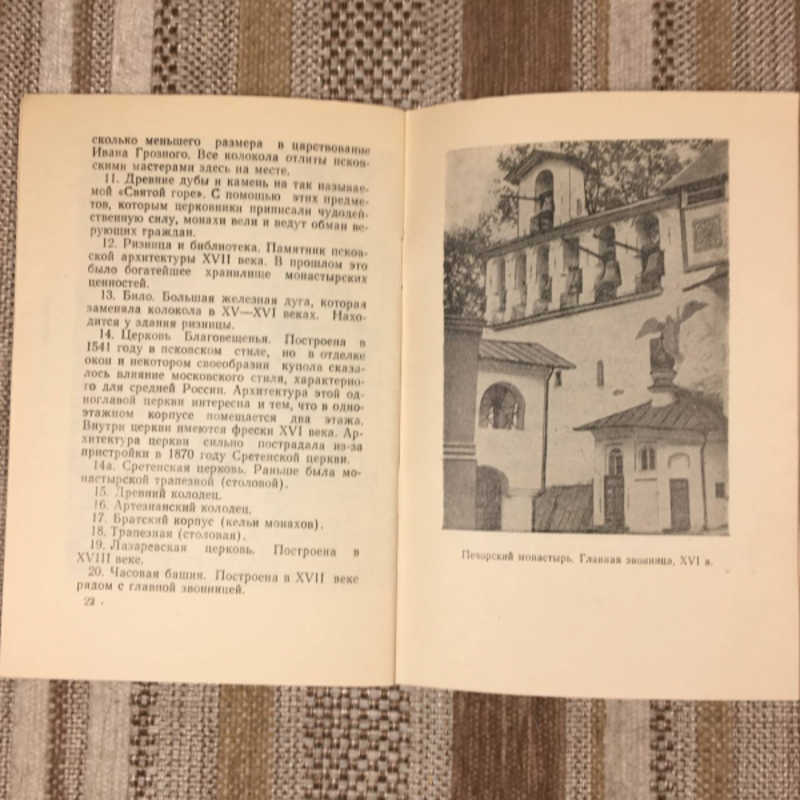 сколько меньшего размера в царствование
Ивана Грозного. Все колокола отлиты псков-
скими мастерами здесь на месте.
11. Древние дубы и камень на так называе-
мой «Святой горе». С помощью этих предме-
тов, которым церковники приписали чудодей-
ственную силу, монахи вели и ведут обман ве-
рующих граждан.
12. Ризница и библиотека. Памятник псков-
ской архитектуры XVII века. В прошлом это
было богатейшее хранилище монастырских
ценностей.
13. Било. Большая железная дуга, которая
заменяла колокола в XV—XVI веках. Нахо-
дится у здания ризницы.
14. Церковь Благовещенья. Построена в
1541 году в псковском стиле, но в отделке
окон и некотором своеобразии купола сказа-
лось влияние московского стиля, характерно-
го для средней России. Архитектура этой од-
ноглавой церкви интересна и тем, что в одно-
этажном корпусе помещается два этажа.
Внутри церкви имеются фрески XVI века. Ар-
хитектура церкви сильно пострадала из-за
пристройки в 1870 году Сретенской церкви.
14а. Сретенская церковь. Раньше была мо-
настырской трапезной (столовой).
15. Древний колодец.
16. Артезианский колодец.
17. Братский корпус (кельи монахов).
18. Трапезная (столовая).
19. Лазаревская церковь. Построена в
XVIII веке.
20. Часовая башня. Построена в XVII веке
рядом с главной звонницей.
22
Печорский монастырь. Главная звонница, XVI в.